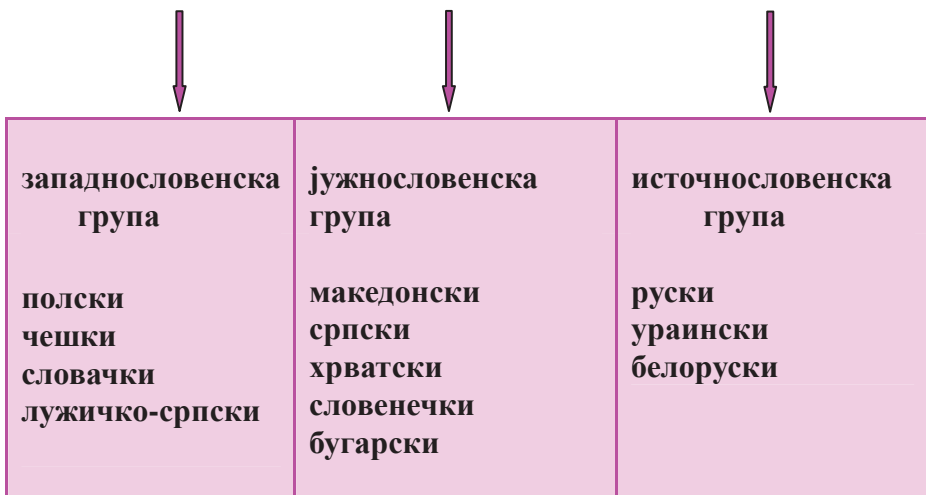 западнословенска
група
полски
чешки
словачки
лужичко-српски
јужнословенска
група
македонски
српски
хрватски
словенечки
бугарски
источнословенска
група
руски
ураински
белоруски